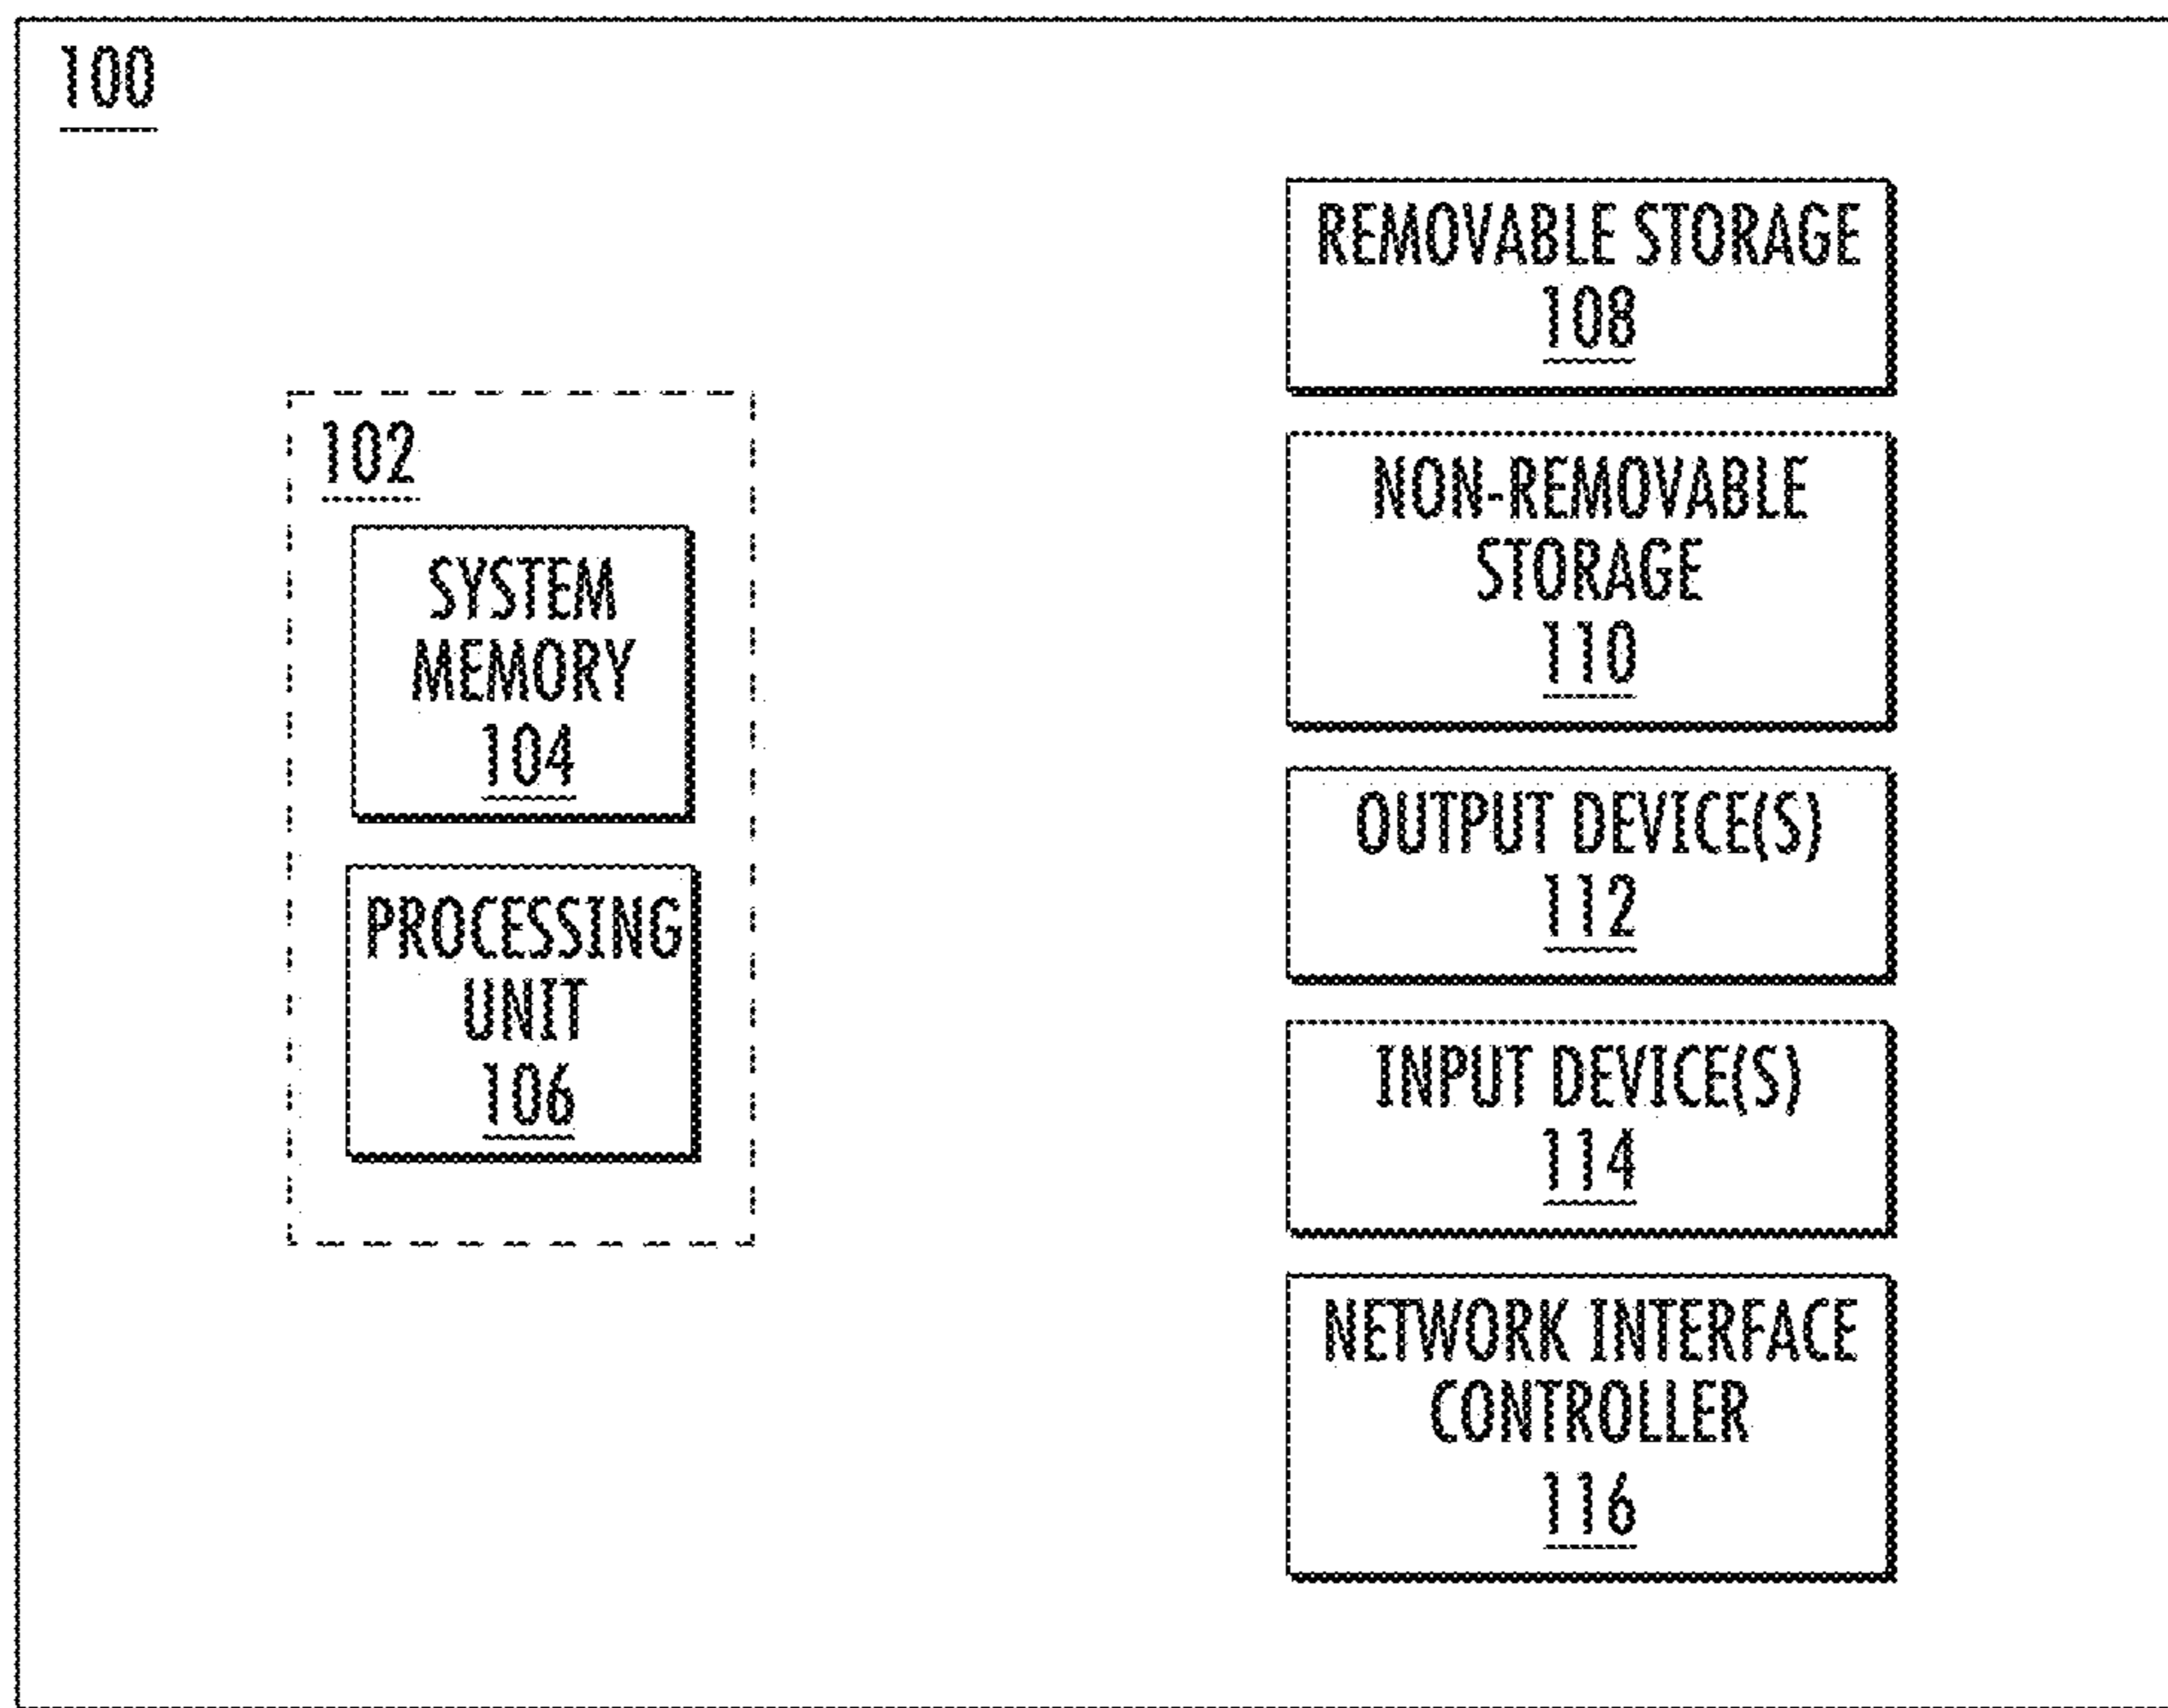 100
102
SYSTEM
MEMORY
104
PROCESSING
UNIT
106
REMOVABLE STORAGE
108
NON-REMOVABLE
STORAGE
110
OUTPUT DEVICE(S)
112
INPUT DEVICE(S)
114
NETWORK INTERFACE
CONTROLLER
116